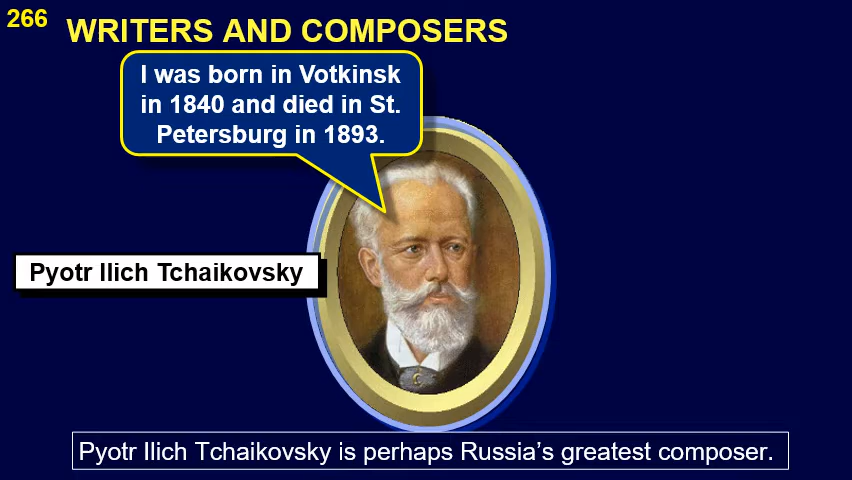 266
WRITERS AND COMPOSERS
I was born in Votkinsk
in 1840 and died in St.
Petersburg in 1893.
Pyotr Ilich Tchaikovsky
Pyotr Ilich Tchaikovsky is perhaps Russia’s greatest composer.